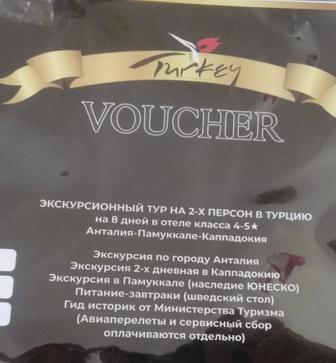 Turkey
VOUCHER
ЭКСКУРСИОННЫЙ ТУР НА 2-Х ПЕРСОН В ТУРЦИЮ
на 8 дней в отеле класса 4-5★
Анталия-Памуккале-Каппадокия
Экскурсия по городу Анталия
Экскурсия 2-х дневная в Каппадокию
Экскурсия в Памуккале (наследие ЮНЕСКО)
Питание-завтраки (шведский стол)
Гид историк от Министерства Туризма
(Авиаперелеты и сервисный сбор
оплачиваются отдельно)